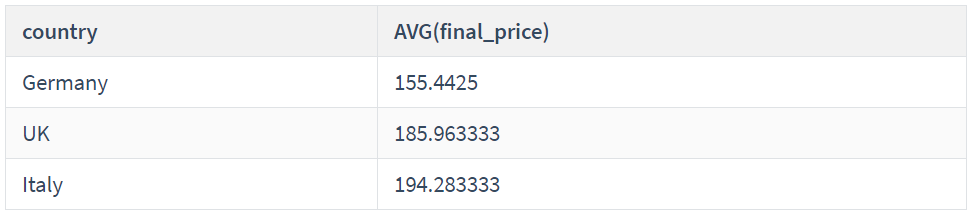 country AVG(final_price)
Germany 155.4425
UK 185.963333
Italy 194.283333